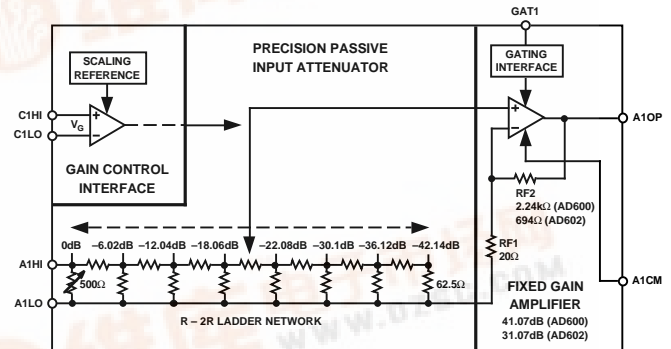 GAT1
SCALING
REFERENCE
PRECISION PASSIVE
INPUT ATTENUATOR
GATING
INTERFACE
C1HI
C1LO
VG
+
−
+
−
A1OP
GAIN CONTROL
INTERFACE
RF2
2.24kΩ (AD600)
694Ω (AD602)
0dB −6.02dB −12.04dB −18.06dB −22.08dB −30.1dB −36.12dB −42.14dB
RF1
20Ω
A1HI
500Ω
62.5Ω
A1CM
A1LO
R – 2R LADDER NETWORK
FIXED GAIN
AMPLIFIER
41.07dB (AD600)
31.07dB (AD602)